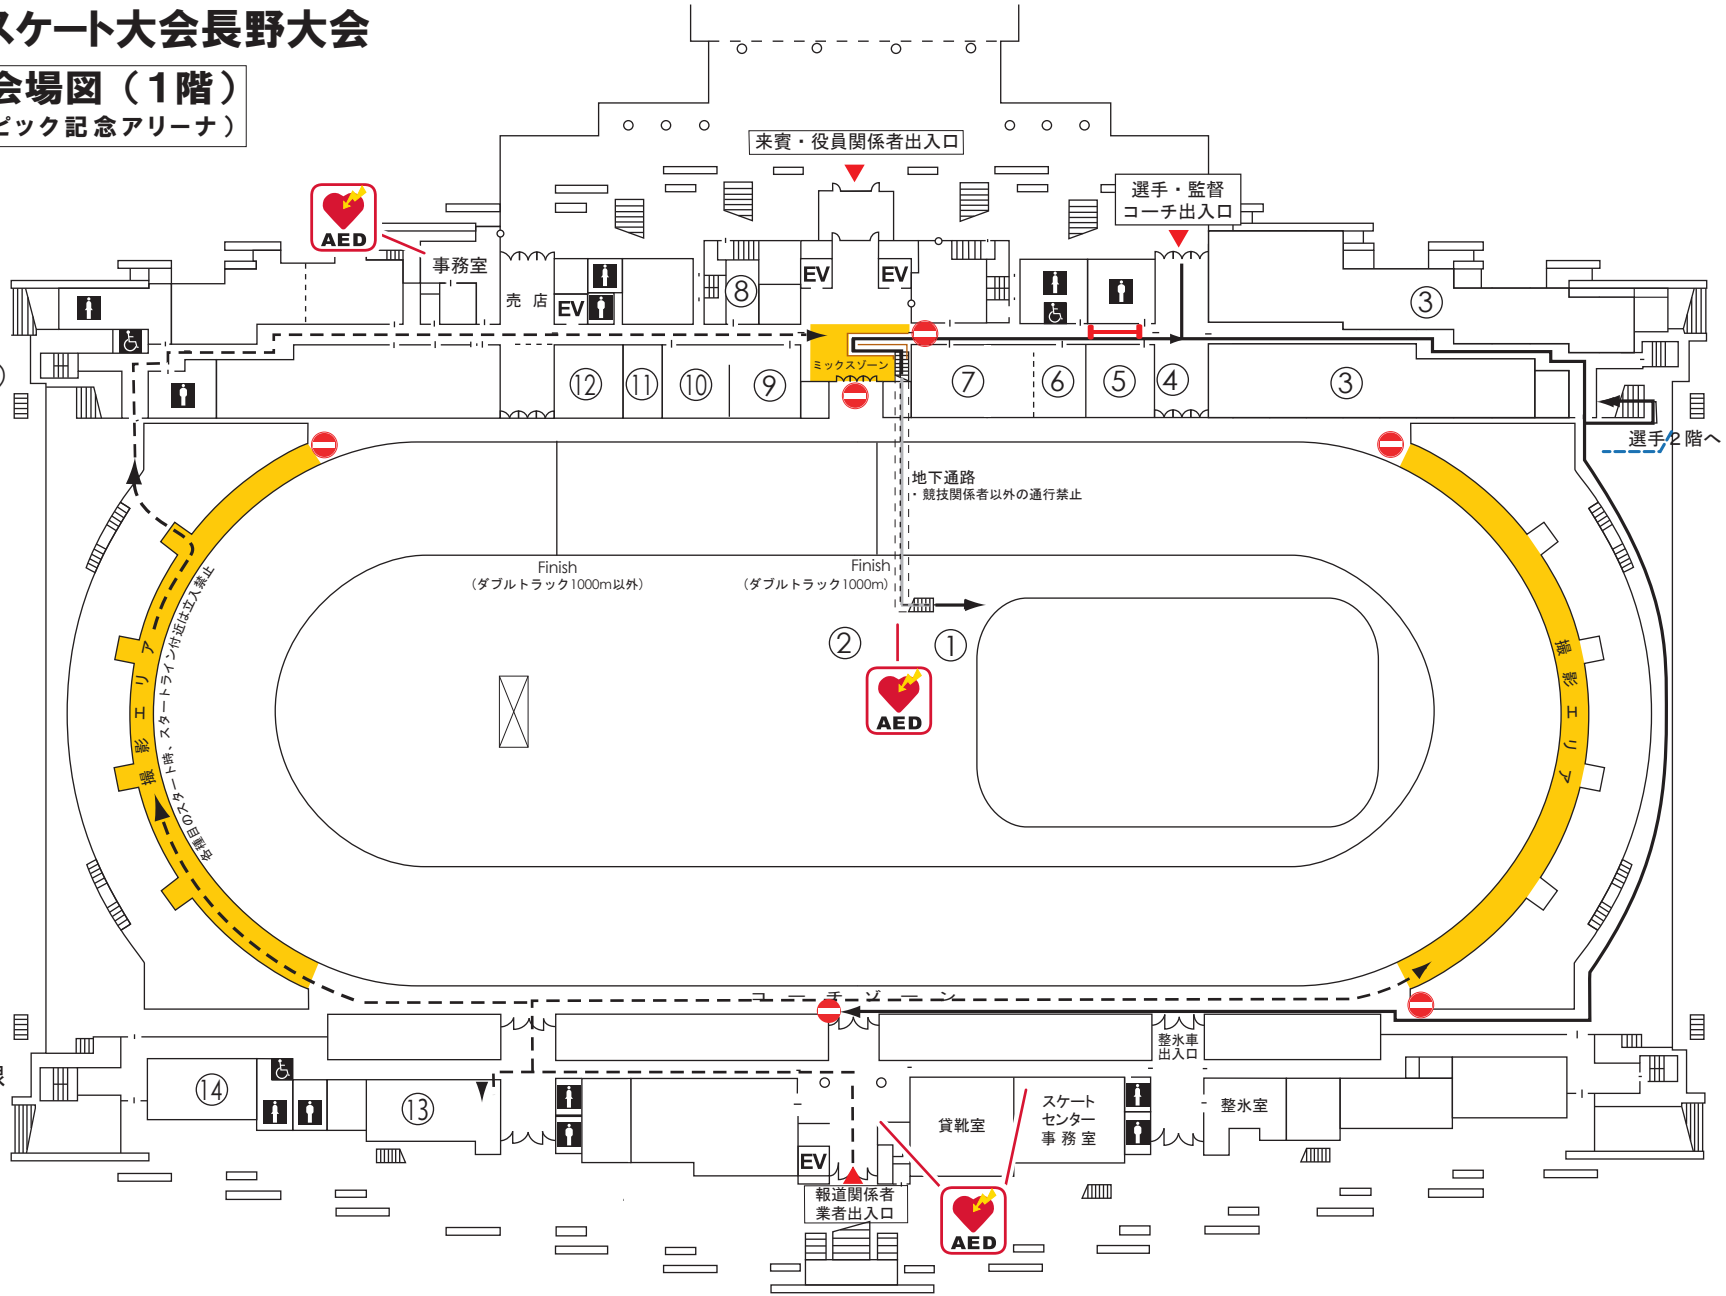 スケート大会長野大会
会場図（１階）
ピック記念アリーナ）
来賓・役員関係者出入口
選手・監督
コーチ出入口
AED
事務室
売店
EV
⑧
EV
EV
③
ミックスゾーン
⑫
⑪
⑩
⑨
⑦
⑥
⑤
④
③
選手2階へ
地下通路
・競技関係者以外の通行禁止
Finish
（ダブルトラック1000m以外）
Finish
（ダブルトラック1000m）
②
①
AED
撮影エリア
各種目のスタート時、スタートライン付近は立入禁止
撮影エリア
コーチゾーン
整氷車
出入口
⑭
⑬
EV
貸靴室
スケート
センター
事務室
整氷室
報道関係者
業者出入口
AED